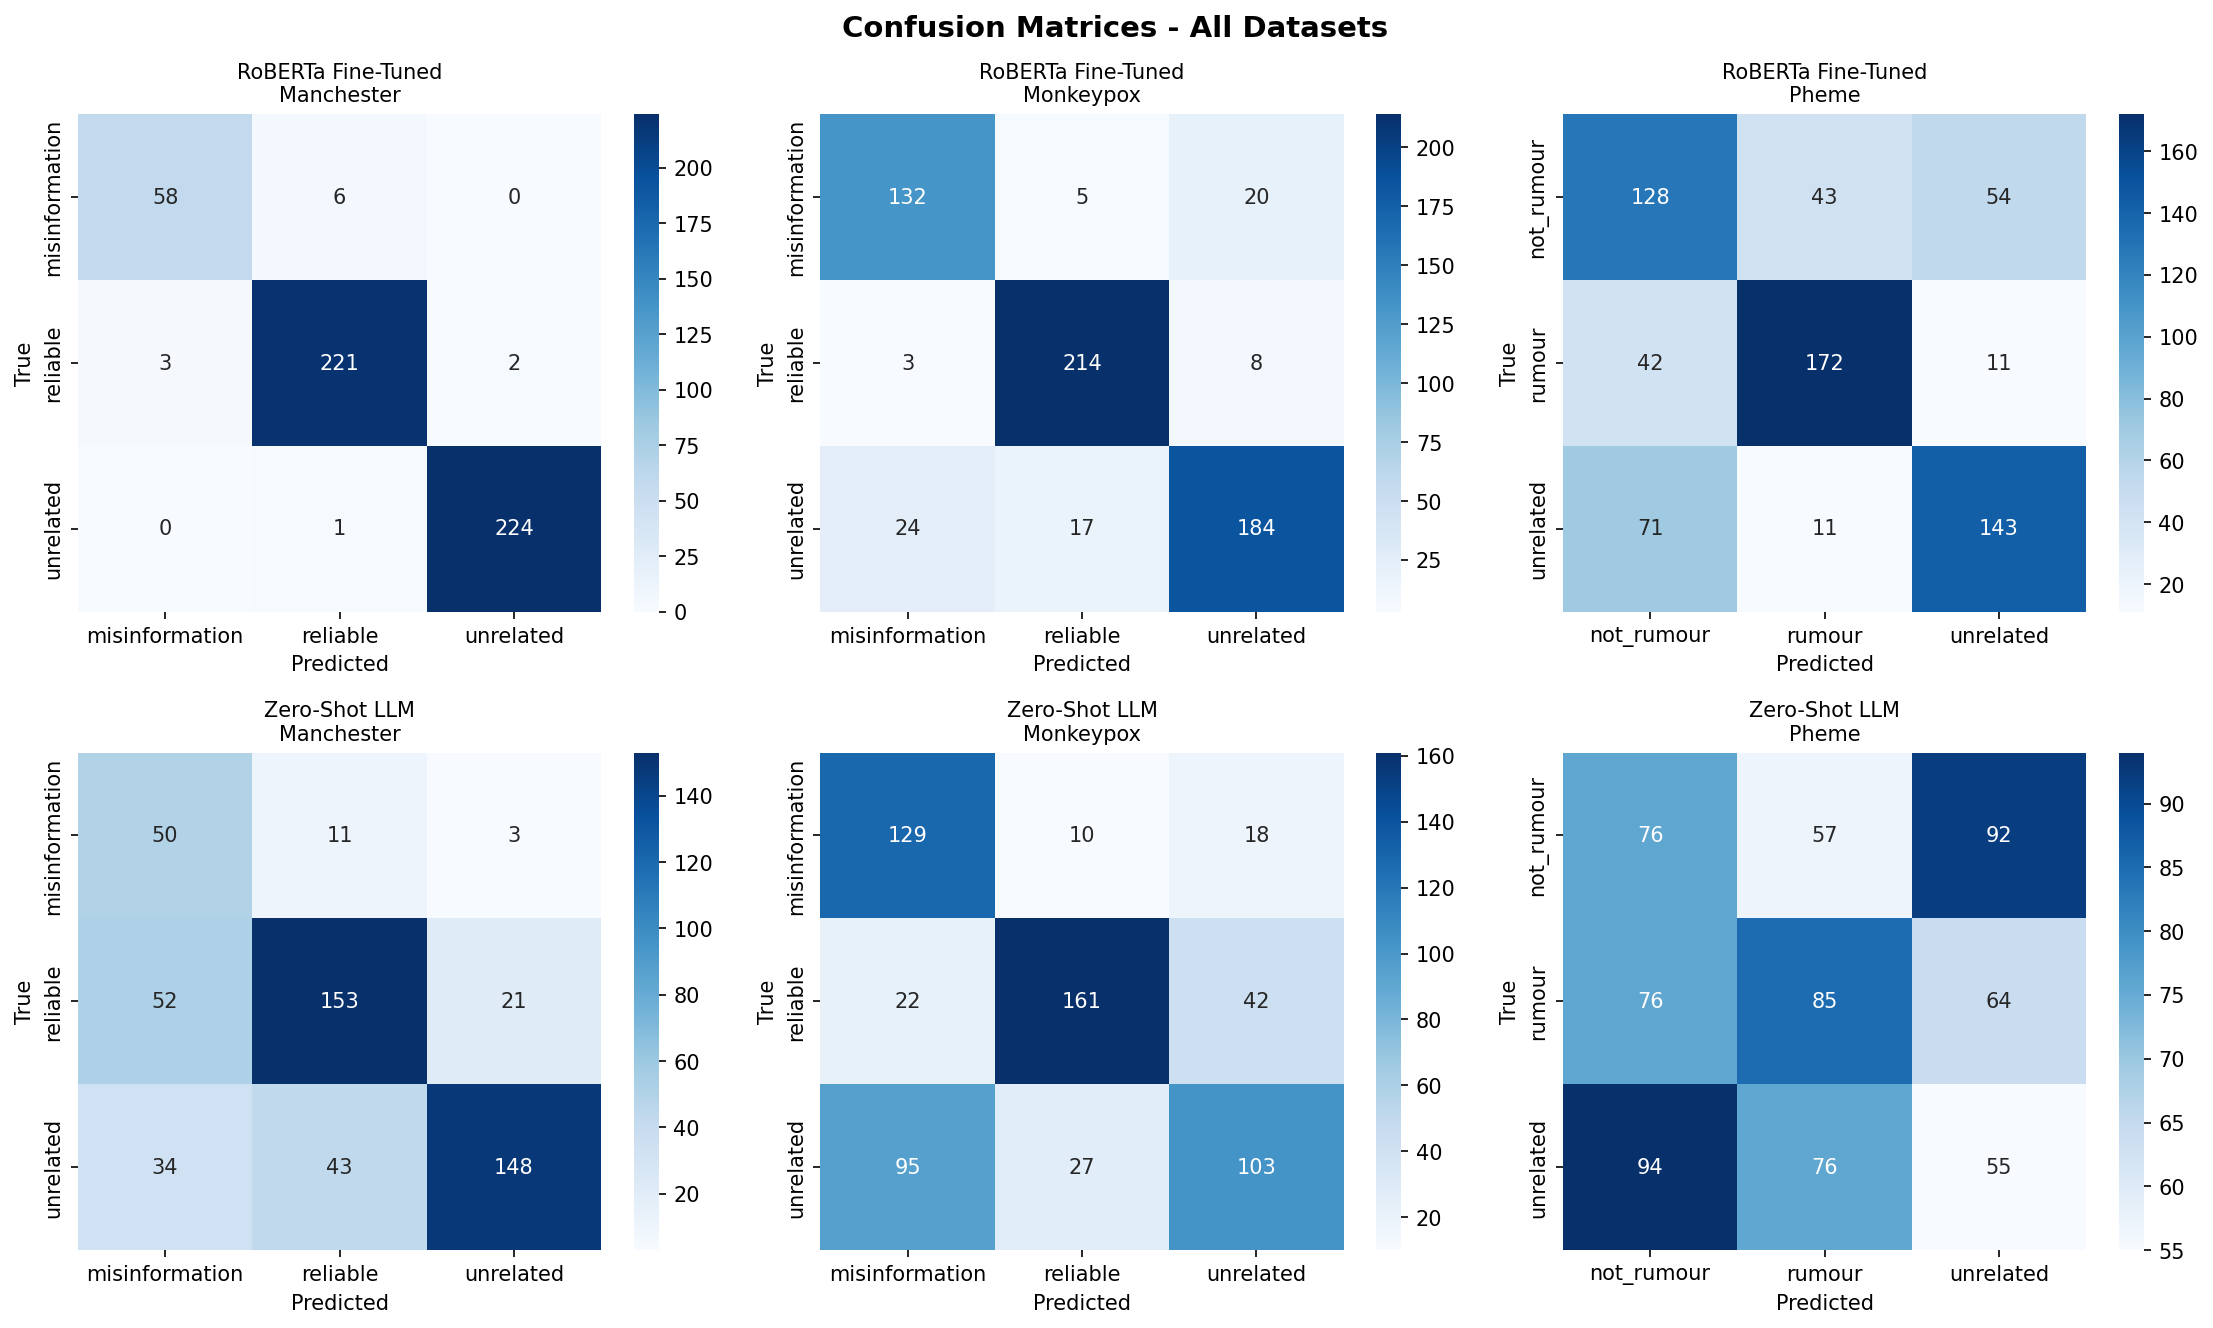 Confusion Matrices - All Datasets
RoBERTa Fine-Tuned
Manchester
True
misinformation
reliable
unrelated
58 6 0
3 221 2
0 1 224
misinformation reliable unrelated
Predicted
200
175
150
125
100
75
50
25
0
RoBERTa Fine-Tuned
Monkeypox
True
misinformation
reliable
unrelated
132 5 20
3 214 8
24 17 184
misinformation reliable unrelated
Predicted
200
175
150
125
100
75
50
25
RoBERTa Fine-Tuned
Pheme
True
not_rumour
rumour
unrelated
128 43 54
42 172 11
71 11 143
not_rumour rumour unrelated
Predicted
160
140
120
100
80
60
40
20
Zero-Shot LLM
Manchester
True
misinformation
reliable
unrelated
50 11 3
52 153 21
34 43 148
misinformation reliable unrelated
Predicted
140
120
100
80
60
40
20
Zero-Shot LLM
Monkeypox
True
misinformation
reliable
unrelated
129 10 18
22 161 42
95 27 103
misinformation reliable unrelated
Predicted
160
140
120
100
80
60
40
20
Zero-Shot LLM
Pheme
True
not_rumour
rumour
unrelated
76 57 92
76 85 64
94 76 55
not_rumour rumour unrelated
Predicted
90
85
80
75
70
65
60
55